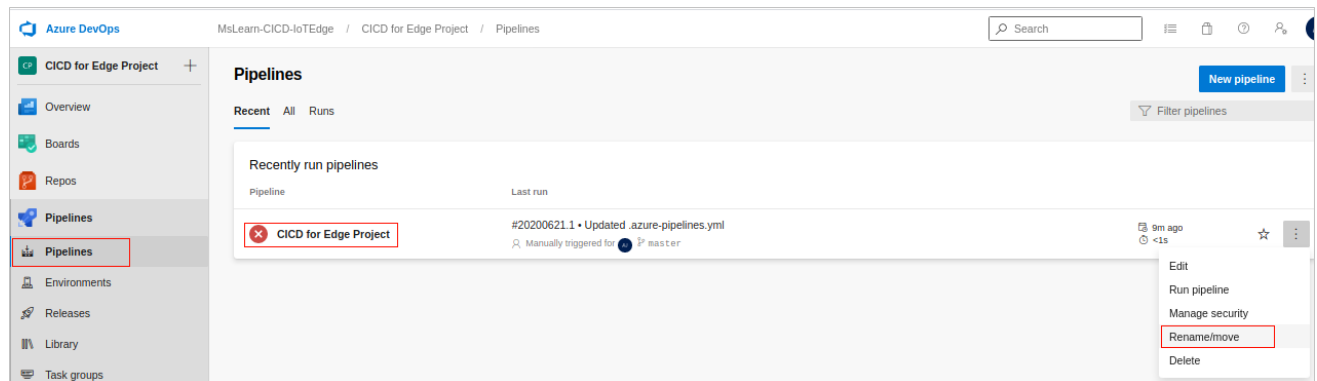 Azure DevOps
MsLearn-CICD-IoTEdge / CICD for Edge Project / Pipelines
Search
CP CICD for Edge Project
Overview
Boards
Repos
Pipelines
Pipelines
Environments
Releases
Library
Task groups
Pipelines
New pipeline
Recent All Runs
Filter pipelines
Recently run pipelines
Pipeline Last run
CICD for Edge Project
#20200621.1 • Updated .azure-pipelines.yml
Manually triggered for master
9m ago
<1s
Edit
Run pipeline
Manage security
Rename/move
Delete